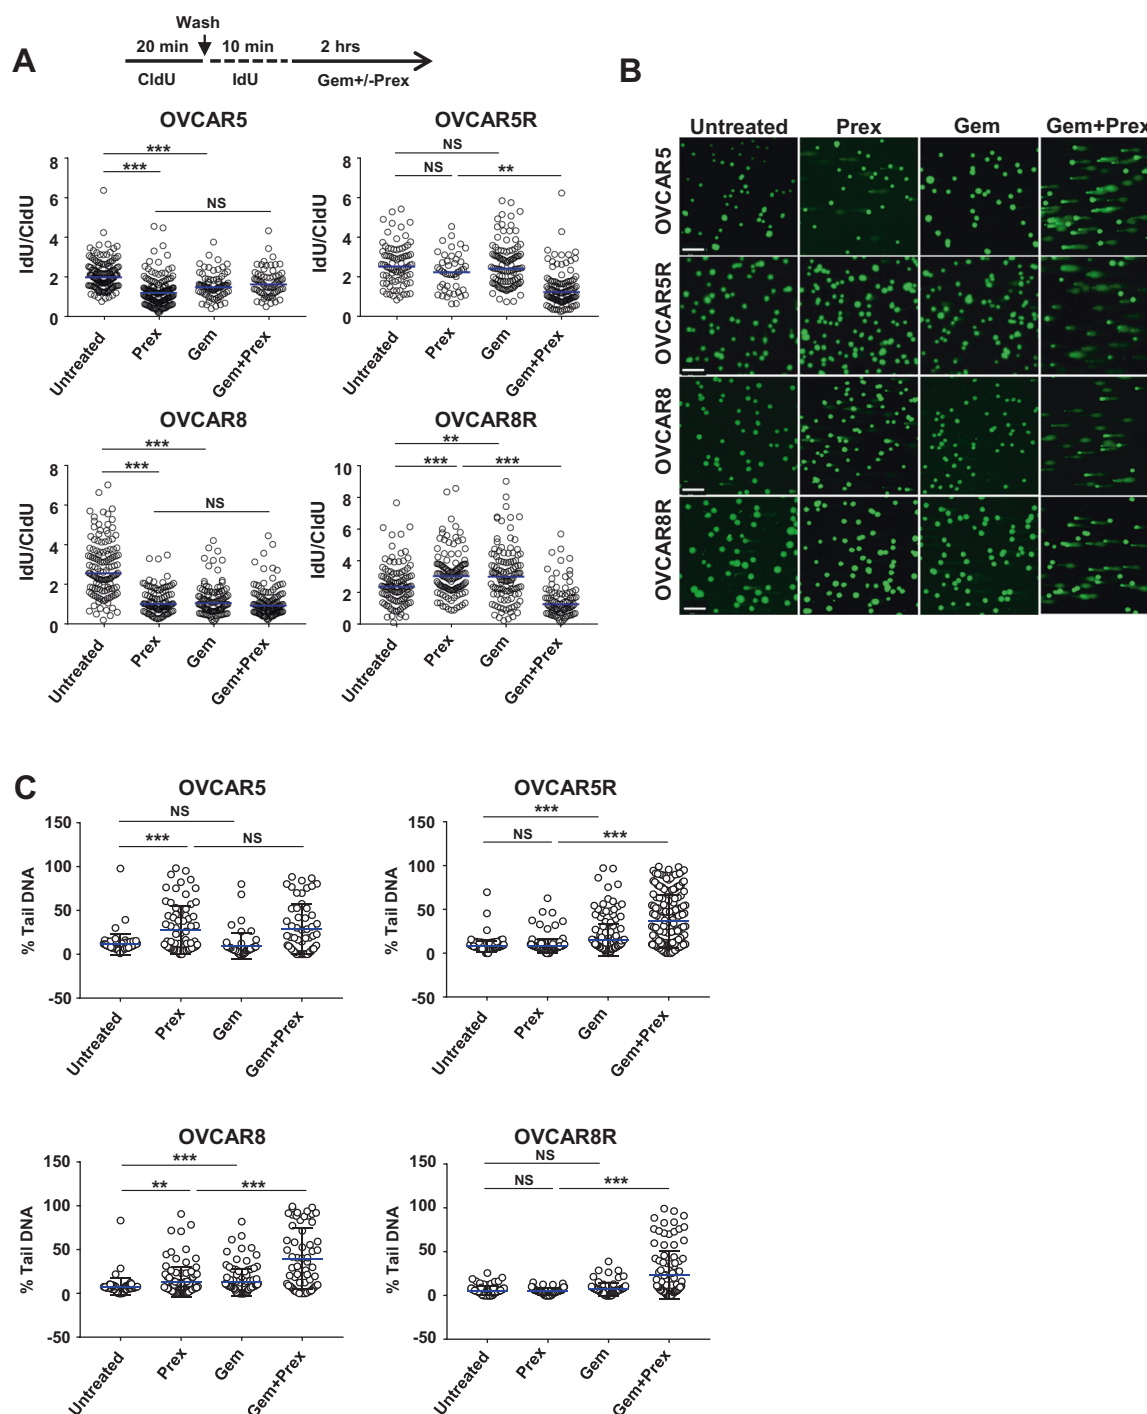 A
Wash
20 min 10 min 2 hrs
CldU IdU Gem+/-Prex
OVCAR5
IdU/CldU
8
6
4
2
0
***
***
NS
Untreated Prex Gem Gem+Prex
OVCAR5R
IdU/CldU
8
6
4
2
0
NS
NS **
Untreated Prex Gem Gem+Prex
OVCAR8
IdU/CldU
8
6
4
2
0
***
***
NS
Untreated Prex Gem Gem+Prex
OVCAR8R
IdU/CldU
10
8
6
4
2
0
**
*** ***
Untreated Prex Gem Gem+Prex
B
Untreated Prex Gem Gem+Prex
OVCAR5
OVCAR5R
OVCAR8
OVCAR8R
C
OVCAR5
% Tail DNA
150
100
50
0
-50
NS
*** NS
Untreated Prex Gem Gem+Prex
OVCAR5R
% Tail DNA
150
100
50
0
-50
***
NS ***
Untreated Prex Gem Gem+Prex
OVCAR8
% Tail DNA
150
100
50
0
-50
***
** ***
Untreated Prex Gem Gem+Prex
OVCAR8R
% Tail DNA
150
100
50
0
-50
NS
NS ***
Untreated Prex Gem Gem+Prex